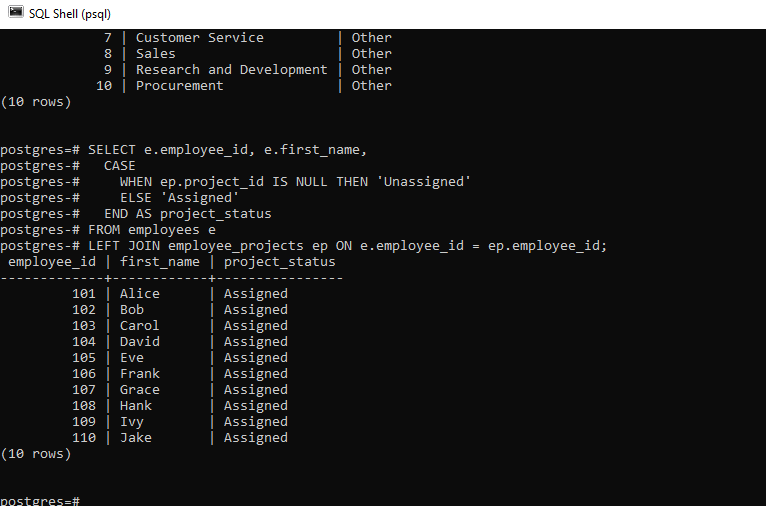 SQL Shell (psql)
7 | Customer Service | Other
8 | Sales | Other
9 | Research and Development | Other
10 | Procurement | Other
(10 rows)
postgres=# SELECT e.employee_id, e.first_name,
postgres-# CASE
postgres-# WHEN ep.project_id IS NULL THEN 'Unassigned'
postgres-# ELSE 'Assigned'
postgres-# END AS project_status
postgres-# FROM employees e
postgres-# LEFT JOIN employee_projects ep ON e.employee_id = ep.employee_id;
employee_id | first_name | project_status
-------------+------------+----------------
101 | Alice | Assigned
102 | Bob | Assigned
103 | Carol | Assigned
104 | David | Assigned
105 | Eve | Assigned
106 | Frank | Assigned
107 | Grace | Assigned
108 | Hank | Assigned
109 | Ivy | Assigned
110 | Jake | Assigned
(10 rows)
postgres=#